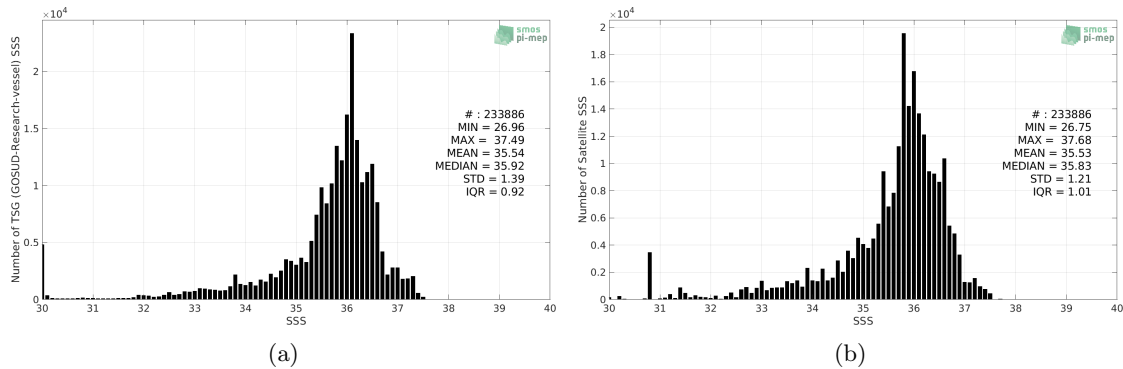 ×10⁴
2
1.5
1
0.5
0
Number of TSG (GOSUD-Research-vessel) SSS
30 31 32 33 34 35 36 37 38 39 40
SSS
smos
pi-mep
# : 233886
MIN = 26.96
MAX = 37.49
MEAN = 35.54
MEDIAN = 35.92
STD = 1.39
IQR = 0.92
(a)
×10⁴
2
1.8
1.6
1.4
1.2
1
0.8
0.6
0.4
0.2
0
Number of Satellite SSS
30 31 32 33 34 35 36 37 38 39 40
SSS
smos
pi-mep
# : 233886
MIN = 26.75
MAX = 37.68
MEAN = 35.53
MEDIAN = 35.83
STD = 1.21
IQR = 1.01
(b)